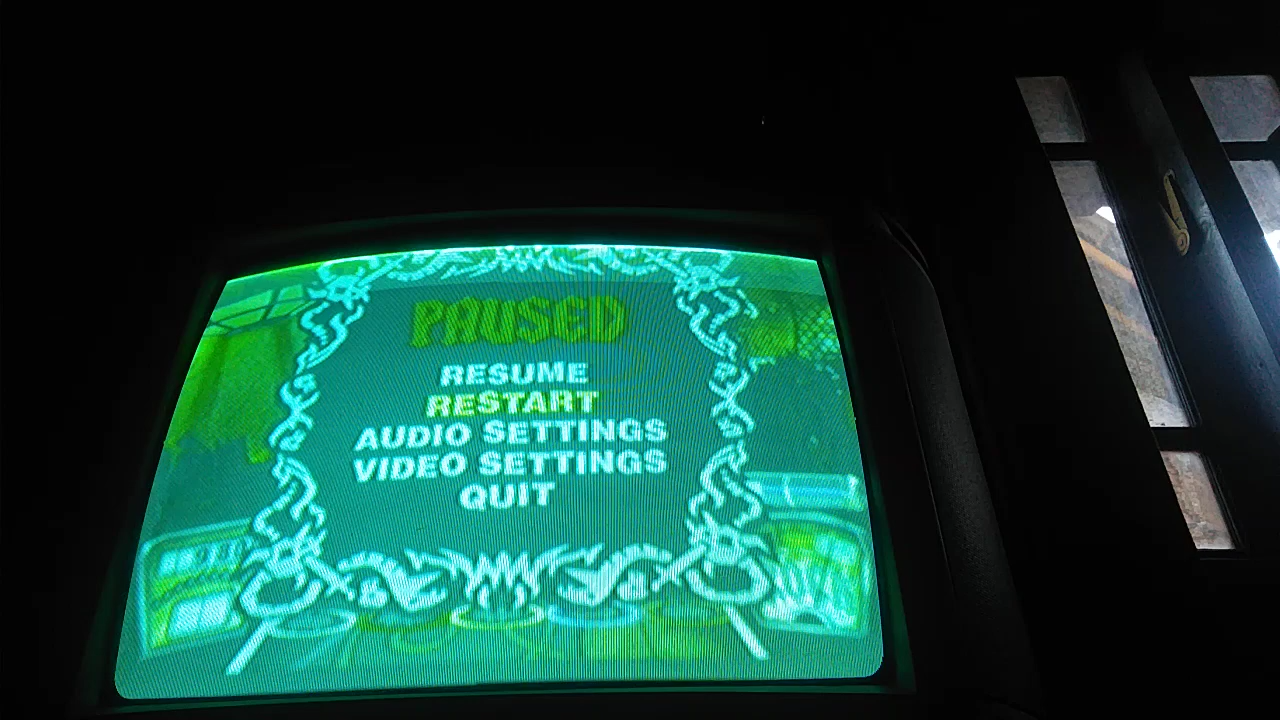 PAUSED
RESUME
RESTART
AUDIO SETTINGS
VIDEO SETTINGS
QUIT